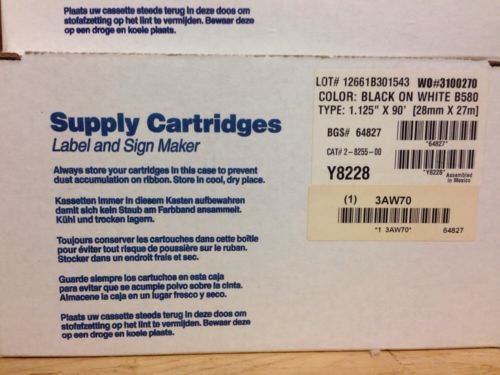 Plaats uw cassette steeds terug in deze doos om
stofafzetting op het lint te vermijden. Bewaar deze
op een droge en koele plaats.
LOT# 12661B301543 WO#3100270
COLOR: BLACK ON WHITE B580
TYPE: 1.125" X 90' [28mm X 27m]
BGS# 64827
"64827"
CAT# 2-8255-00
Y8228
"Y8228"
Assembled
in Mexico
(1) 3AW70
"1 3AW70"
64827
Supply Cartridges
Label and Sign Maker
Always store your cartridges in this case to prevent
dust accumulation on ribbon. Store in cool, dry place.
Kassetten immer in diesem Kasten aufbewahren
damit sich kein Staub am Farbband ansammelt.
Kühl und trocken lagern.
Toujours conserver les cartouches dans cette boîte
pour éviter tout risque de poussière sur le ruban.
Stocker dans un endroit frais et sec.
Guarde siempre los cartuchos en esta caja
para evitar que se acumple polvo sobre la cinta.
Almacene la caja en un lugar fresco y seco.
Plaats uw cassette steeds terug in deze doos om
stofafzetting op het lint te vermijden. Bewaar deze
op een droge en koele plaats.